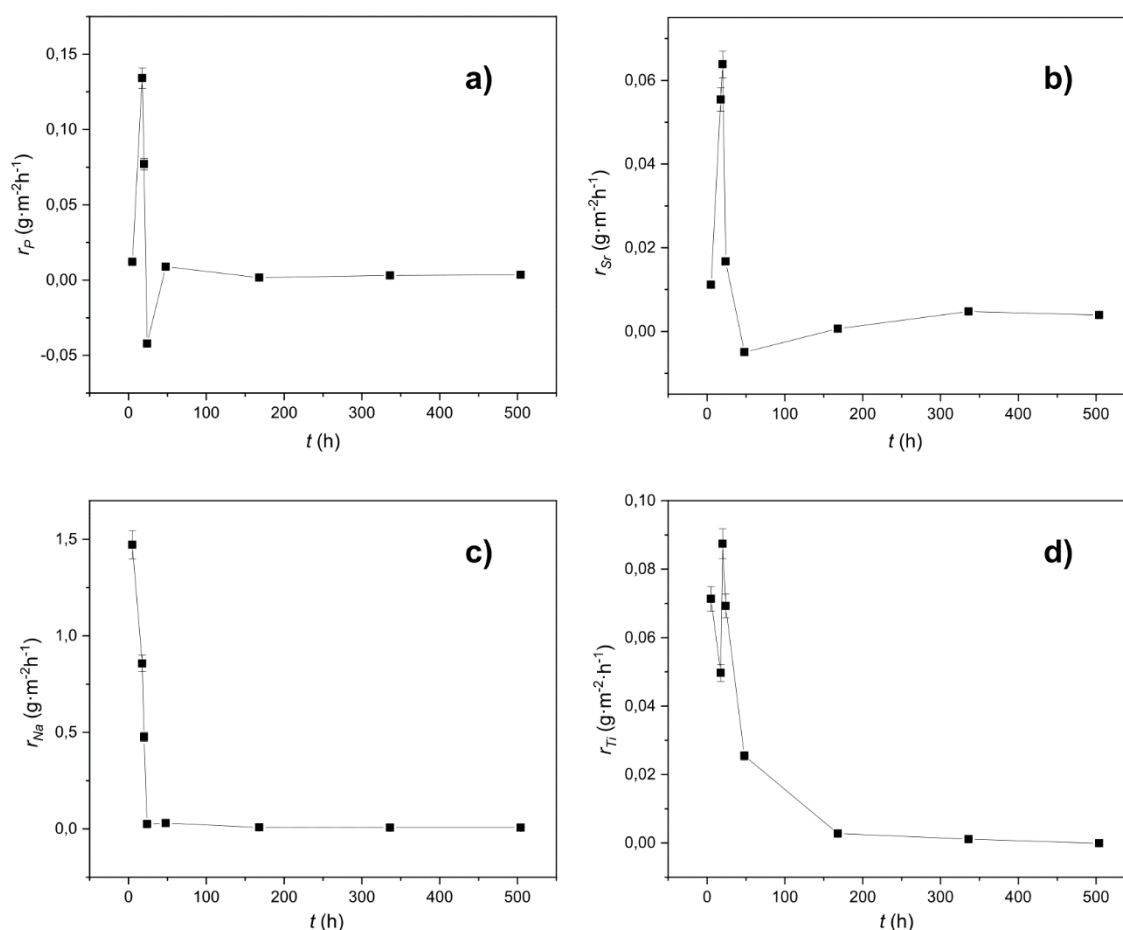 a)
0,15
0,10
0,05
0,00
-0,05
r_P (g·m⁻²h⁻¹)
0 100 200 300 400 500
t (h)
b)
0,06
0,04
0,02
0,00
r_Sr (g·m⁻²h⁻¹)
0 100 200 300 400 500
t (h)
c)
1,5
1,0
0,5
0,0
r_Na (g·m⁻²h⁻¹)
0 100 200 300 400 500
t (h)
d)
0,10
0,08
0,06
0,04
0,02
0,00
r_Ti (g·m⁻²·h⁻¹)
0 100 200 300 400 500
t (h)